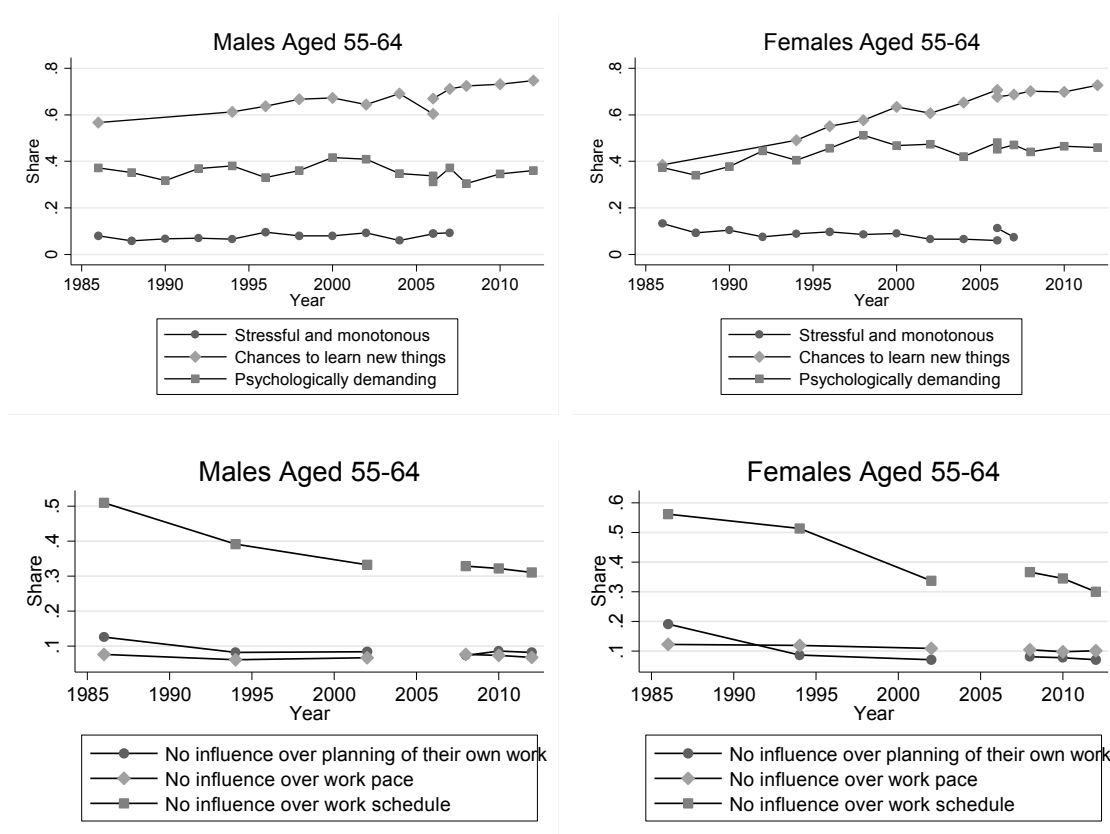 Males Aged 55-64
Share
.8
.6
.4
.2
0
1985 1990 1995 2000 2005 2010
Year
Stressful and monotonous
Chances to learn new things
Psychologically demanding
Females Aged 55-64
Share
.8
.6
.4
.2
0
1985 1990 1995 2000 2005 2010
Year
Stressful and monotonous
Chances to learn new things
Psychologically demanding
Males Aged 55-64
Share
.5
.4
.3
.2
.1
1985 1990 1995 2000 2005 2010
Year
No influence over planning of their own work
No influence over work pace
No influence over work schedule
Females Aged 55-64
Share
.6
.5
.4
.3
.2
.1
1985 1990 1995 2000 2005 2010
Year
No influence over planning of their own work
No influence over work pace
No influence over work schedule